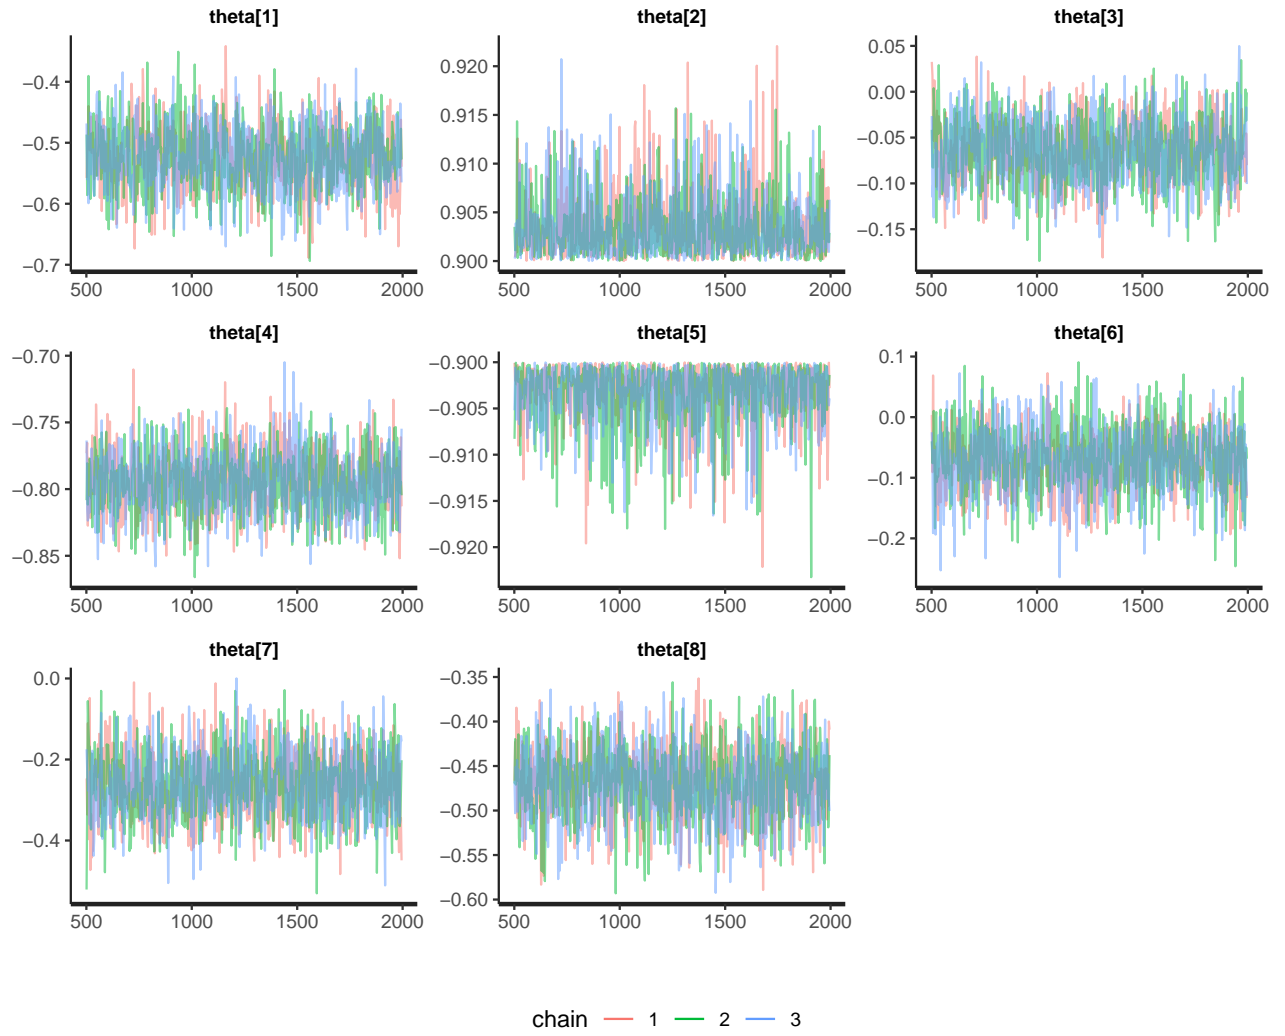 theta[1] theta[2] theta[3]
−0.4 0.920 0.05
−0.5 0.915 0.00
−0.6 0.910 −0.05
−0.7 0.905 −0.10
0.900 −0.15
500 1000 1500 2000 500 1000 1500 2000 500 1000 1500 2000
theta[4] theta[5] theta[6]
−0.70 −0.900 0.1
−0.75 −0.905 0.0
−0.80 −0.910 −0.1
−0.85 −0.915 −0.2
−0.920
500 1000 1500 2000 500 1000 1500 2000 500 1000 1500 2000
theta[7] theta[8]
0.0 −0.35
−0.2 −0.40
−0.4 −0.45
−0.50
−0.55
−0.60
500 1000 1500 2000 500 1000 1500 2000
chain 1 2 3